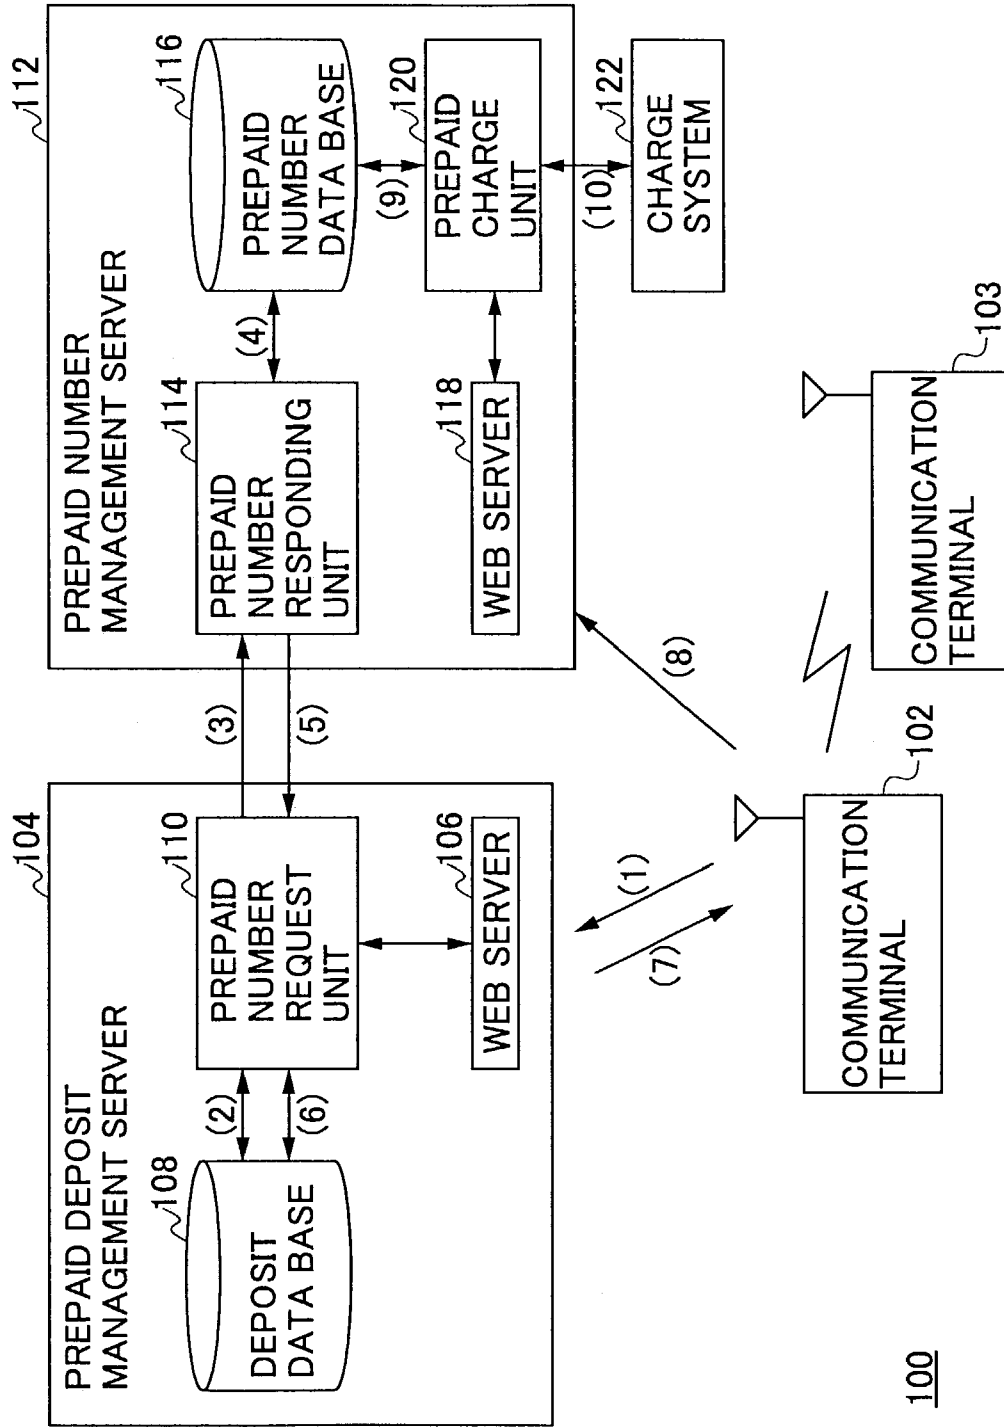 PREPAID DEPOSIT
MANAGEMENT SERVER
104
DEPOSIT
DATA BASE
108
(2)
(6)
PREPAID
NUMBER
REQUEST
UNIT
110
WEB SERVER
106
(3)
(5)
PREPAID NUMBER
MANAGEMENT SERVER
112
PREPAID
NUMBER
RESPONDING
UNIT
114
(4)
PREPAID
NUMBER
DATA BASE
116
WEB SERVER
118
(9)
PREPAID
CHARGE
UNIT
120
(10)
CHARGE
SYSTEM
122
(1)
(7)
(8)
COMMUNICATION
TERMINAL
102
COMMUNICATION
TERMINAL
103
100